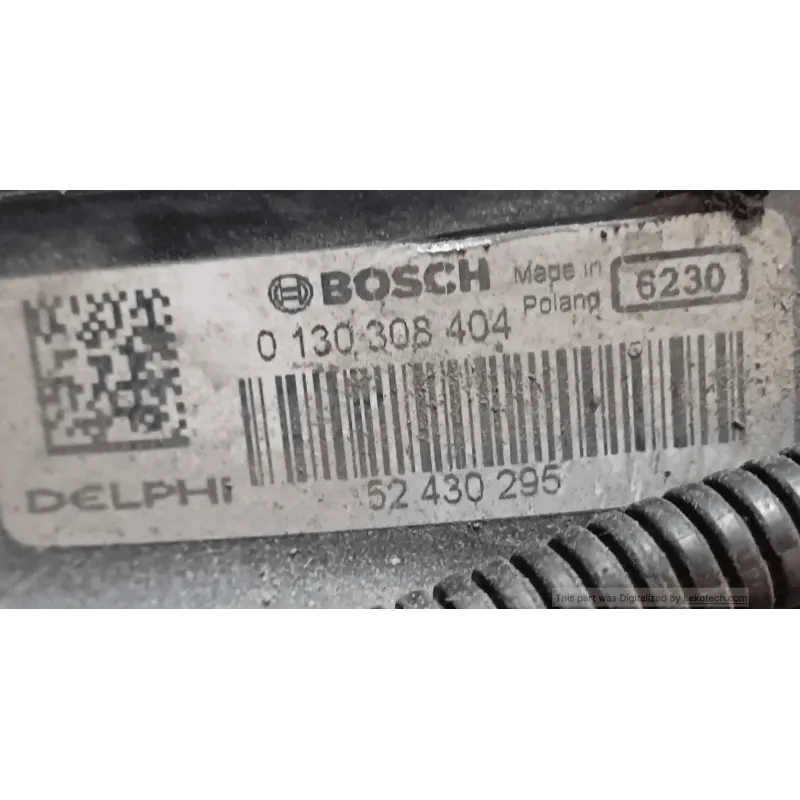 BOSCH
Made in
Poland
6230
0 130 308 404
DELPHI
52 430 295
This part was Digitalized by Lekotech.com